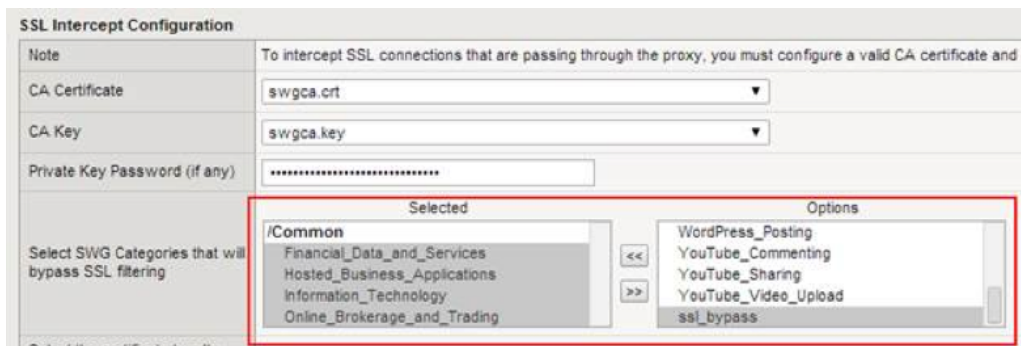 SSL Intercept Configuration
Note
To intercept SSL connections that are passing through the proxy, you must configure a valid CA certificate and
CA Certificate
swgca.crt
CA Key
swgca.key
Private Key Password (if any)
••••••••••••••••••••••••••••••••
Select SWG Categories that will
bypass SSL filtering
Selected
/Common
Financial_Data_and_Services
Hosted_Business_Applications
Information_Technology
Online_Brokerage_and_Trading
<<
>>
Options
WordPress_Posting
YouTube_Commenting
YouTube_Sharing
YouTube_Video_Upload
ssl_bypass